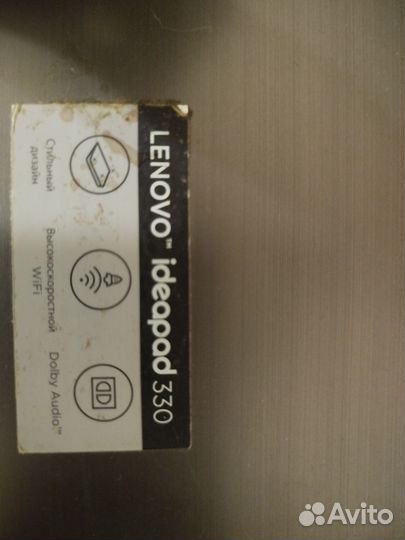 LENOVO™ ideapad 330
Стильный
дизайн
Высокоскоростной
WiFi
Dolby Audio™
Avito